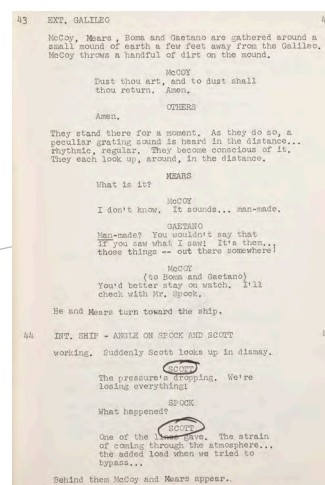 43 EXT. GALILEO
McCoy, Mears, Boma and Gaetano are gathered around a
small mound of earth a few feet away from the Galileo.
McCoy throws a handful of dirt on the mound.
McCOY
Dust thou art, and to dust shall
thou return. Amen.
OTHERS
Amen.
They stand there for a moment. As they do so, a
peculiar grating sound is heard in the distance...
rhythmic, regular. They become conscious of it.
They each look up, around, in the distance.
MEARS
What is it?
McCOY
I don't know. It sounds... man-made.
GAETANO
Man-made? You wouldn't say that
if you saw what I saw! It's then...
those things -- out there somewhere!
McCOY
(to Boma and Gaetano)
You'd better stay on watch. I'll
check with Mr. Spock.
He and Mears turn toward the ship.
44 INT. SHIP - ANGLE ON SPOCK AND SCOTT
working. Suddenly Scott looks up in dismay.
SCOTT
The pressure's dropping. We're
losing everything!
SPOCK
What happened?
SCOTT
One of the lines gave. The strain
of coming through the atmosphere...
the added load when we tried to
bypass...
Behind them McCoy and Mears appear.